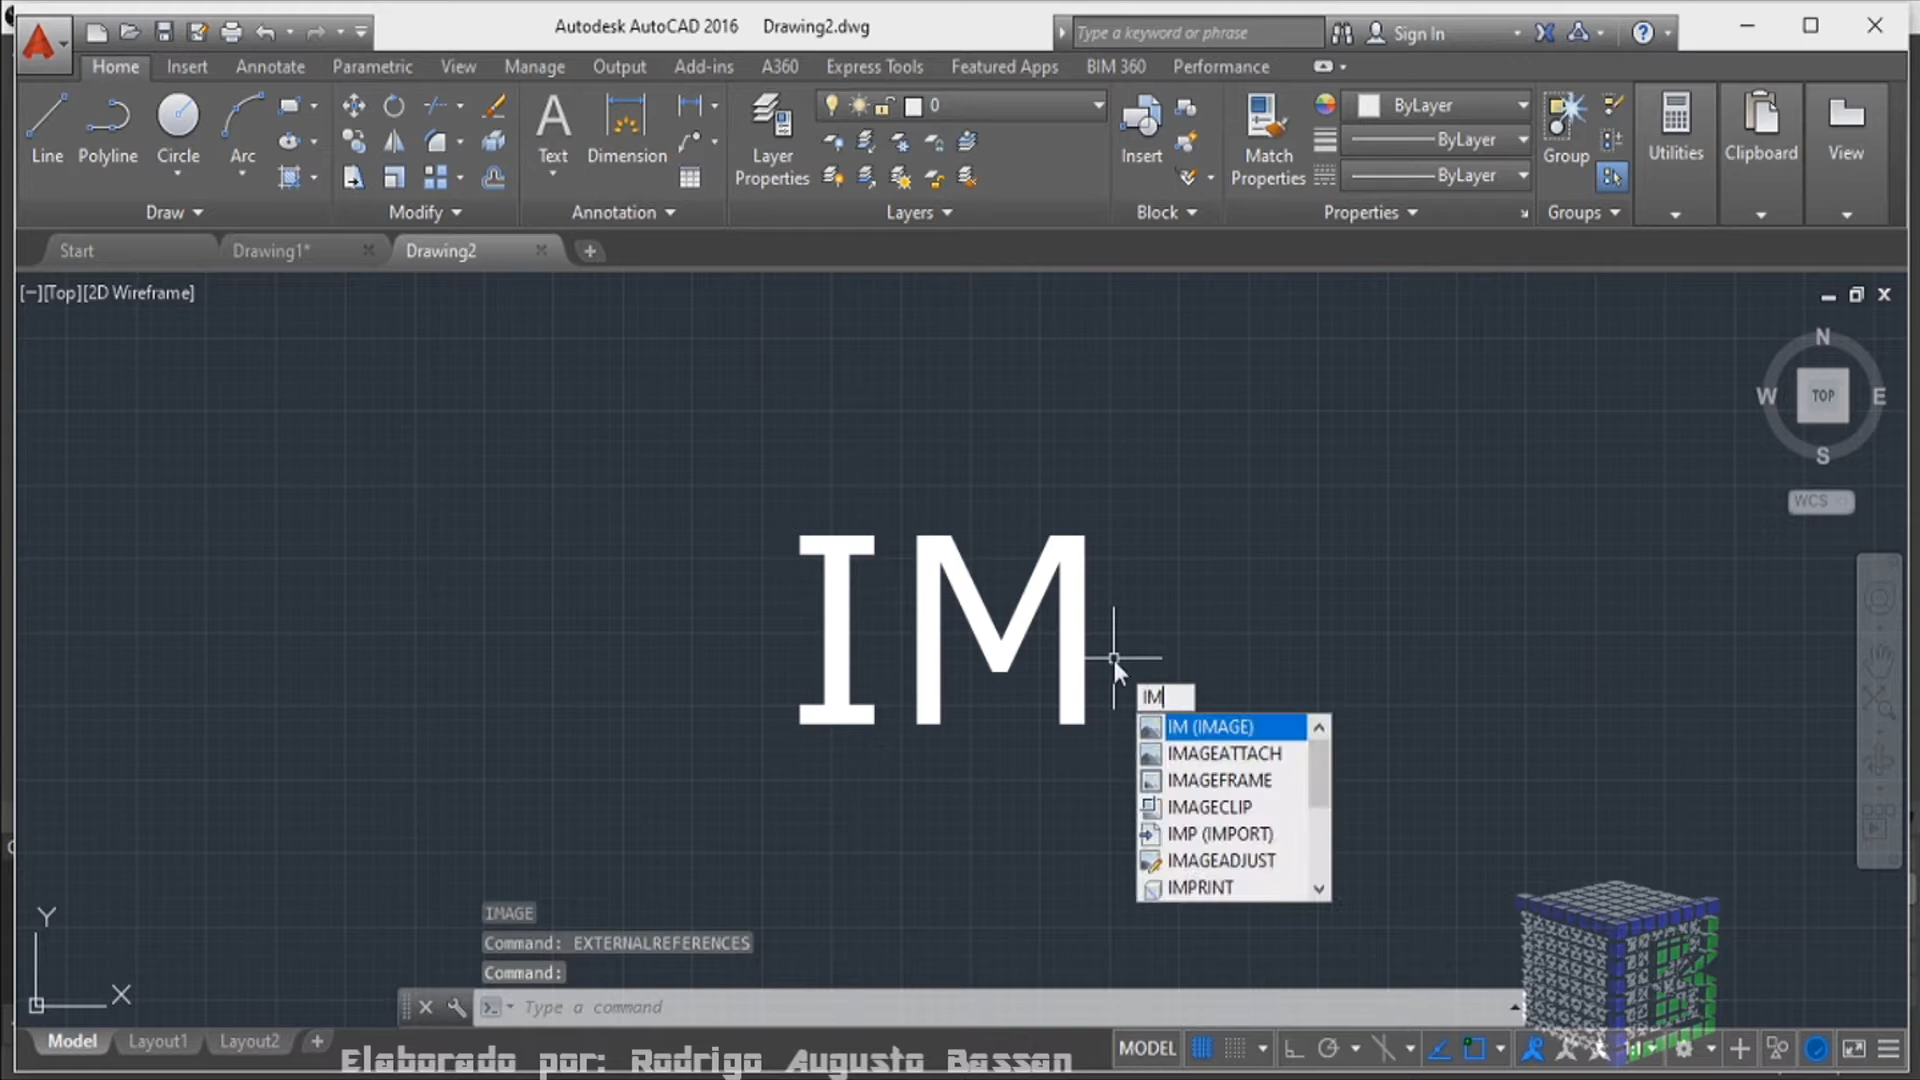 Autodesk AutoCAD 2016 Drawing2.dwg
Type a keyword or phrase
Sign In
Home Insert Annotate Parametric View Manage Output Add-ins A360 Express Tools Featured Apps BIM 360 Performance
0
ByLayer
ByLayer
ByLayer
Line Polyline Circle Arc
Text Dimension
Layer Properties
Insert
Match Properties
Group
Utilities
Clipboard
View
Draw Modify Annotation Layers Block Properties Groups
Start Drawing1* Drawing2
[−][Top][2D Wireframe]
N
W TOP E
S
WCS
IM
IM
IM (IMAGE)
IMAGEATTACH
IMAGEFRAME
IMAGECLIP
IMP (IMPORT)
IMAGEADJUST
IMPRINT
IMAGE
Command: EXTERNALREFERENCES
Command:
Y
X
Type a command
Model Layout1 Layout2
MODEL
Elaborado por: Rodrigo Augusto Bassan